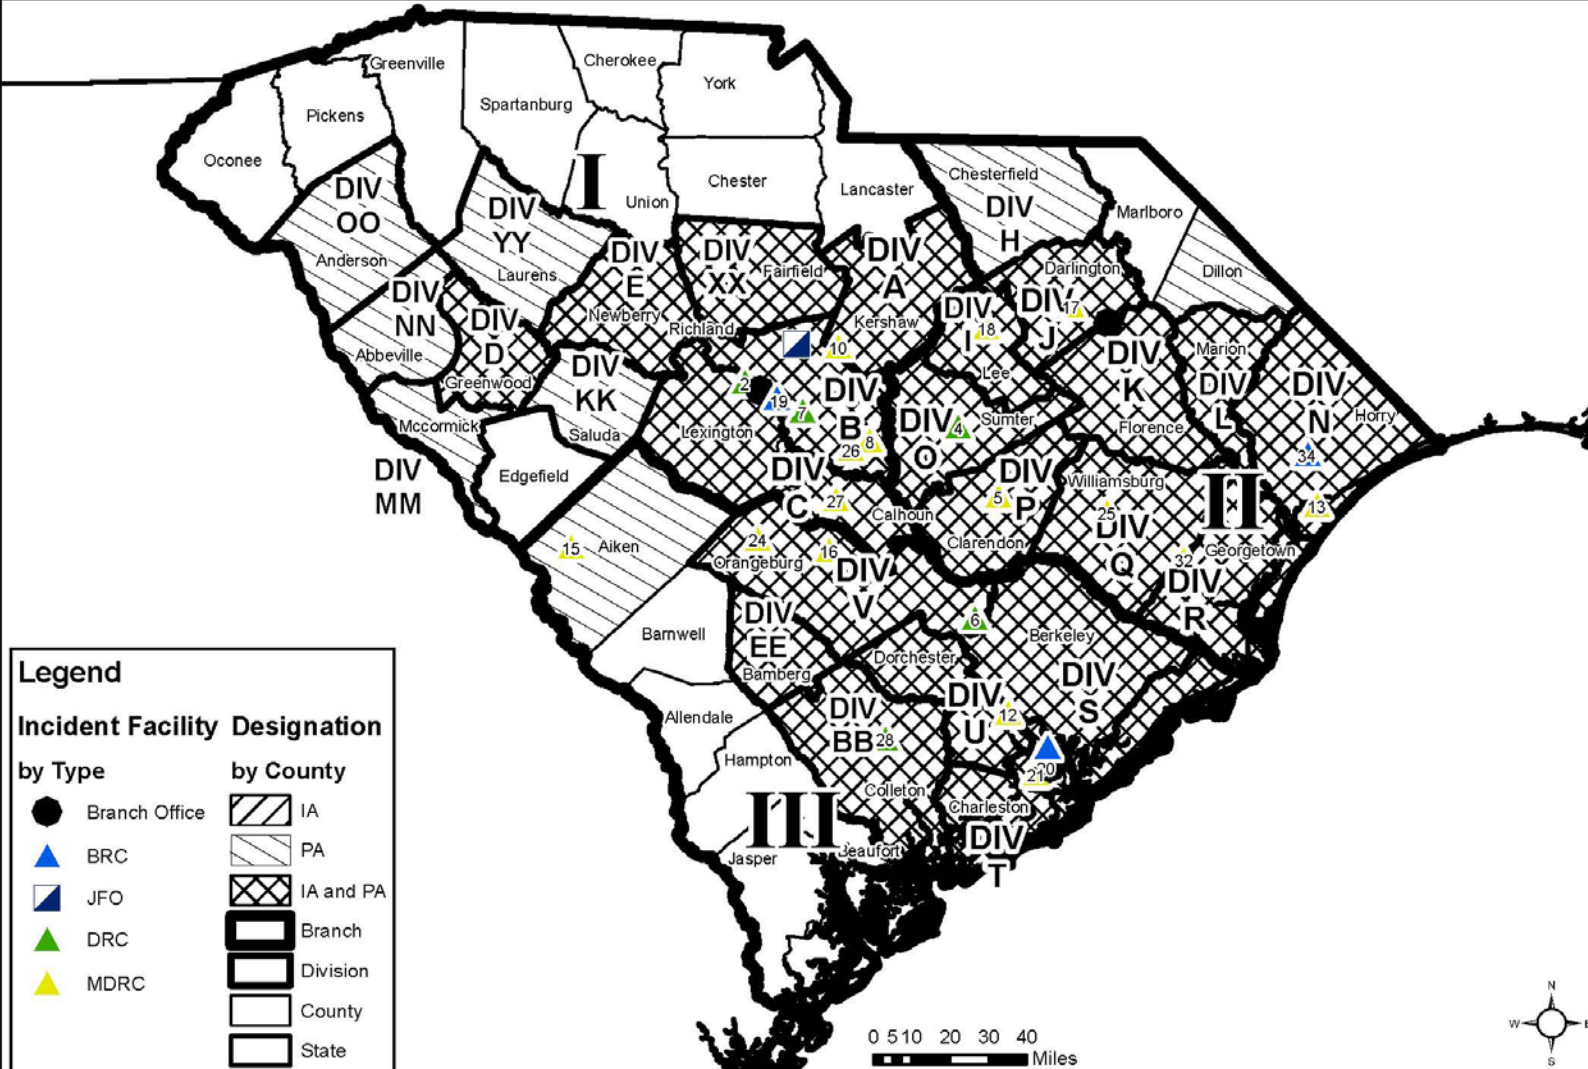 Greenville
Cherokee
York
Spartanburg
Pickens
Oconee
Chester
Lancaster
Union
I
Chesterfield
DIV
H
Marlboro
DIV
OO
Anderson
DIV
YY
Laurens
DIV
E
Newberry
DIV
XX
Fairfield
DIV
A
Kershaw
Darlington
Dillon
DIV
NN
Abbeville
DIV
D
Greenwood
Richland
DIV
I
18
Lee
DIV
J
17
DIV
K
Florence
Marion
DIV
L
DIV
N
Horry
34
13
DIV
KK
Saluda
Mccormick
DIV
MM
Edgefield
Lexington
2
19
7
10
DIV
B
8
26
DIV
O
4
Sumter
DIV
P
5
Clarendon
Williamsburg
25
DIV
Q
II
Georgetown
32
DIV
R
DIV
C
27
Calhoun
15
Aiken
24
Orangeburg
16
DIV
V
6
Barnwell
DIV
EE
Bamberg
Dorchester
Berkeley
DIV
S
DIV
U
12
20
21
Allendale
Hampton
DIV
BB
28
Colleton
Charleston
DIV
T
III
Jasper
Beaufort
Legend
Incident Facility
by Type
Branch Office
BRC
JFO
DRC
MDRC
Designation
by County
IA
PA
IA and PA
Branch
Division
County
State
0 5 10 20 30 40
Miles
N
W
E
S